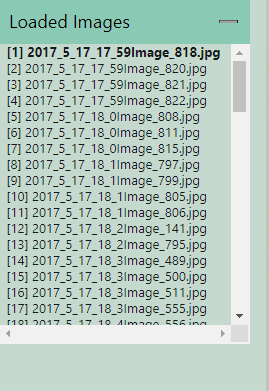 Loaded Images
[1] 2017_5_17_17_59Image_818.jpg
[2] 2017_5_17_17_59Image_820.jpg
[3] 2017_5_17_17_59Image_821.jpg
[4] 2017_5_17_17_59Image_822.jpg
[5] 2017_5_17_18_0Image_808.jpg
[6] 2017_5_17_18_0Image_811.jpg
[7] 2017_5_17_18_0Image_815.jpg
[8] 2017_5_17_18_1Image_797.jpg
[9] 2017_5_17_18_1Image_799.jpg
[10] 2017_5_17_18_1Image_805.jpg
[11] 2017_5_17_18_1Image_806.jpg
[12] 2017_5_17_18_2Image_141.jpg
[13] 2017_5_17_18_2Image_795.jpg
[14] 2017_5_17_18_3Image_489.jpg
[15] 2017_5_17_18_3Image_500.jpg
[16] 2017_5_17_18_3Image_511.jpg
[17] 2017_5_17_18_3Image_555.jpg
[18] 2017_5_17_18_4Image_556.jpg